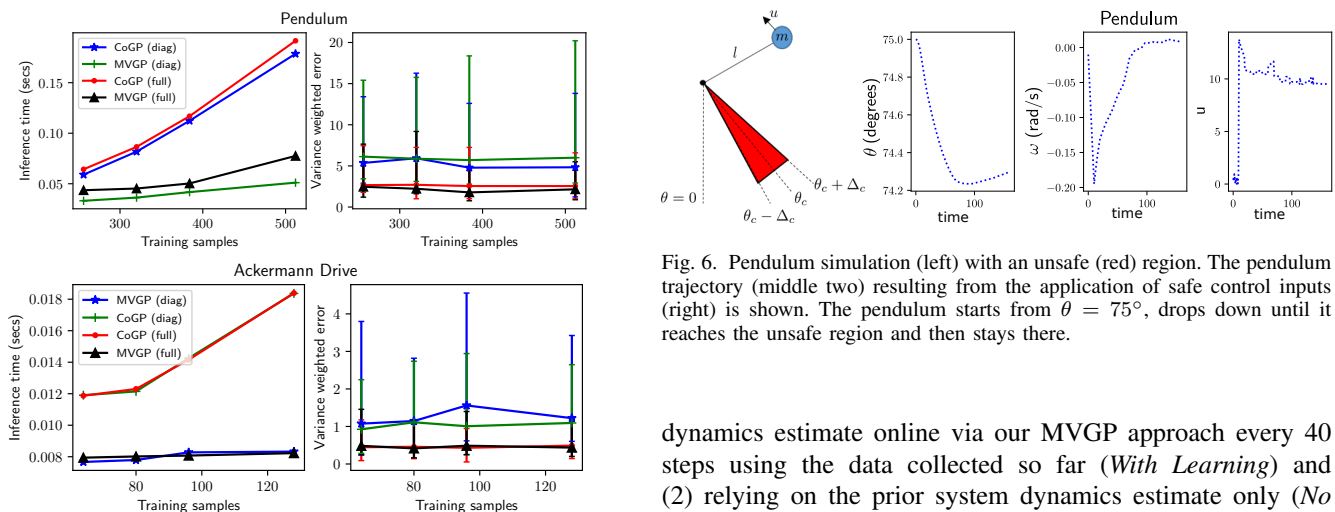 Pendulum
Inference time (secs)
0.15
0.10
0.05
CoGP (diag)
MVGP (diag)
CoGP (full)
MVGP (full)
300 400 500
Training samples
Variance weighted error
20
15
10
5
0
300 400 500
Training samples
Ackermann Drive
Inference time (secs)
0.018
0.016
0.014
0.012
0.010
0.008
MVGP (diag)
CoGP (diag)
CoGP (full)
MVGP (full)
80 100 120
Training samples
Variance weighted error
4
3
2
1
0
80 100 120
Training samples
u
m
l
θ = 0
θc − Δc
θc
θc + Δc
Pendulum
θ (degrees)
75.0
74.8
74.6
74.4
74.2
0 100
time
ω (rad/s)
0.00
−0.05
−0.10
−0.15
−0.20
0 100
time
u
10
5
0
0 100
time
Fig. 6. Pendulum simulation (left) with an unsafe (red) region. The pendulum
trajectory (middle two) resulting from the application of safe control inputs
(right) is shown. The pendulum starts from θ = 75°, drops down until it
reaches the unsafe region and then stays there.
dynamics estimate online via our MVGP approach every 40
steps using the data collected so far (With Learning) and
(2) relying on the prior system dynamics estimate only (No